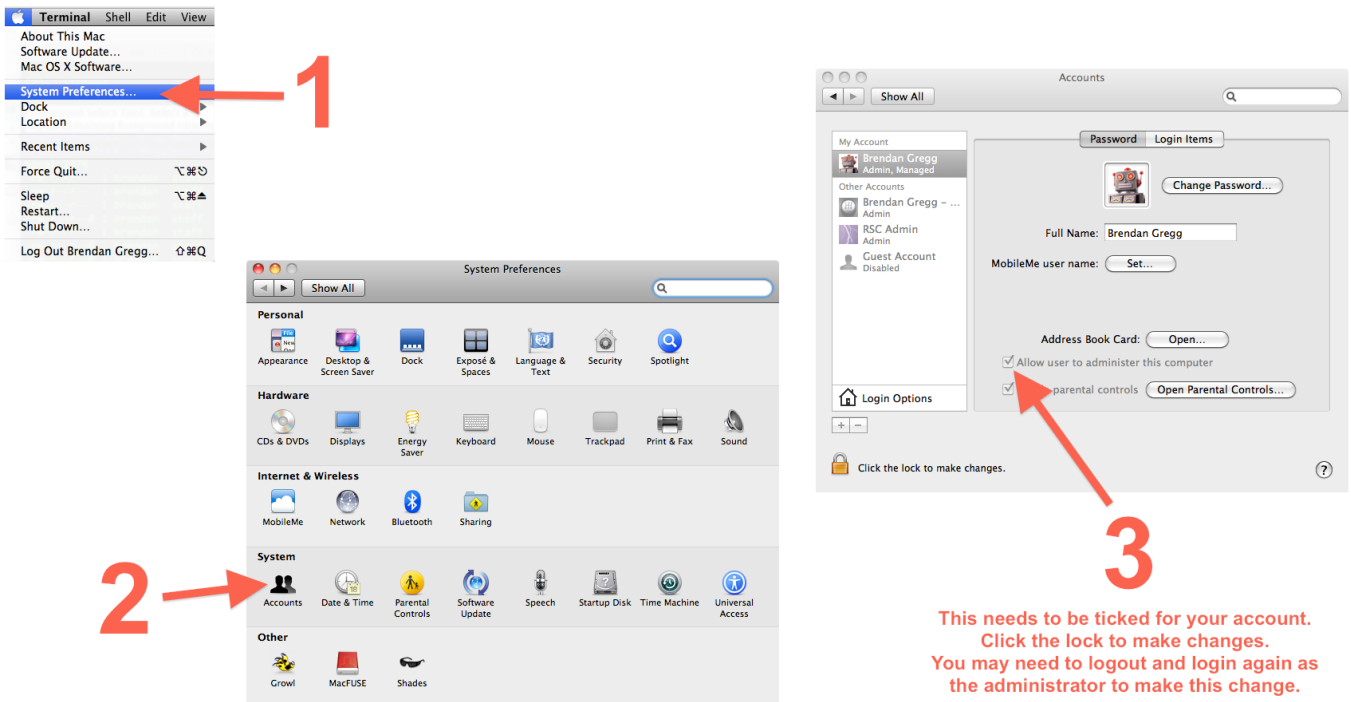 Terminal Shell Edit View
About This Mac
Software Update...
Mac OS X Software...
System Preferences...
Dock
Location
Recent Items
Force Quit... ⌥⌘⎋
Sleep ⌥⌘⏏
Restart...
Shut Down...
Log Out Brendan Gregg... ⇧⌘Q
1
System Preferences
Show All
Personal
Appearance
Desktop &
Screen Saver
Dock
Exposé &
Spaces
Language &
Text
Security
Spotlight
Hardware
CDs & DVDs
Displays
Energy
Saver
Keyboard
Mouse
Trackpad
Print & Fax
Sound
Internet & Wireless
MobileMe
Network
Bluetooth
Sharing
System
Accounts
Date & Time
Parental
Controls
Software
Update
Speech
Startup Disk
Time Machine
Universal
Access
Other
Growl
MacFUSE
Shades
2
Accounts
Show All
My Account
Brendan Gregg
Admin, Managed
Other Accounts
Brendan Gregg – ...
Admin
RSC Admin
Admin
Guest Account
Disabled
Login Options
+ −
Click the lock to make changes.
Password Login Items
Change Password...
Full Name: Brendan Gregg
MobileMe user name: Set...
Address Book Card: Open...
Allow user to administer this computer
parental controls Open Parental Controls...
?
3
This needs to be ticked for your account.
Click the lock to make changes.
You may need to logout and login again as
the administrator to make this change.